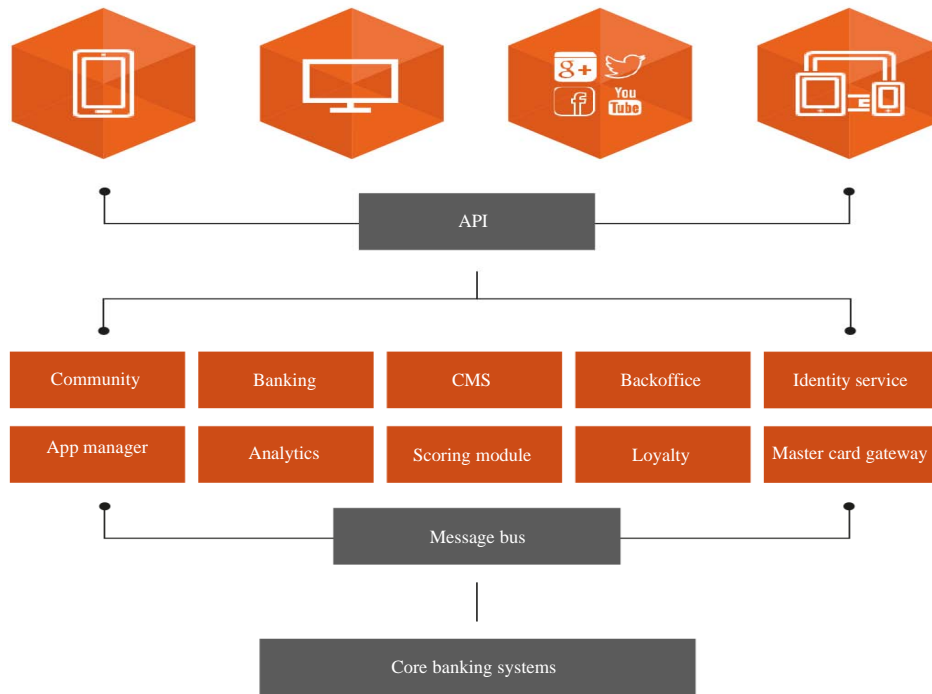 g+
f
You
Tube
API
Community
Banking
CMS
Backoffice
Identity service
App manager
Analytics
Scoring module
Loyalty
Master card gateway
Message bus
Core banking systems